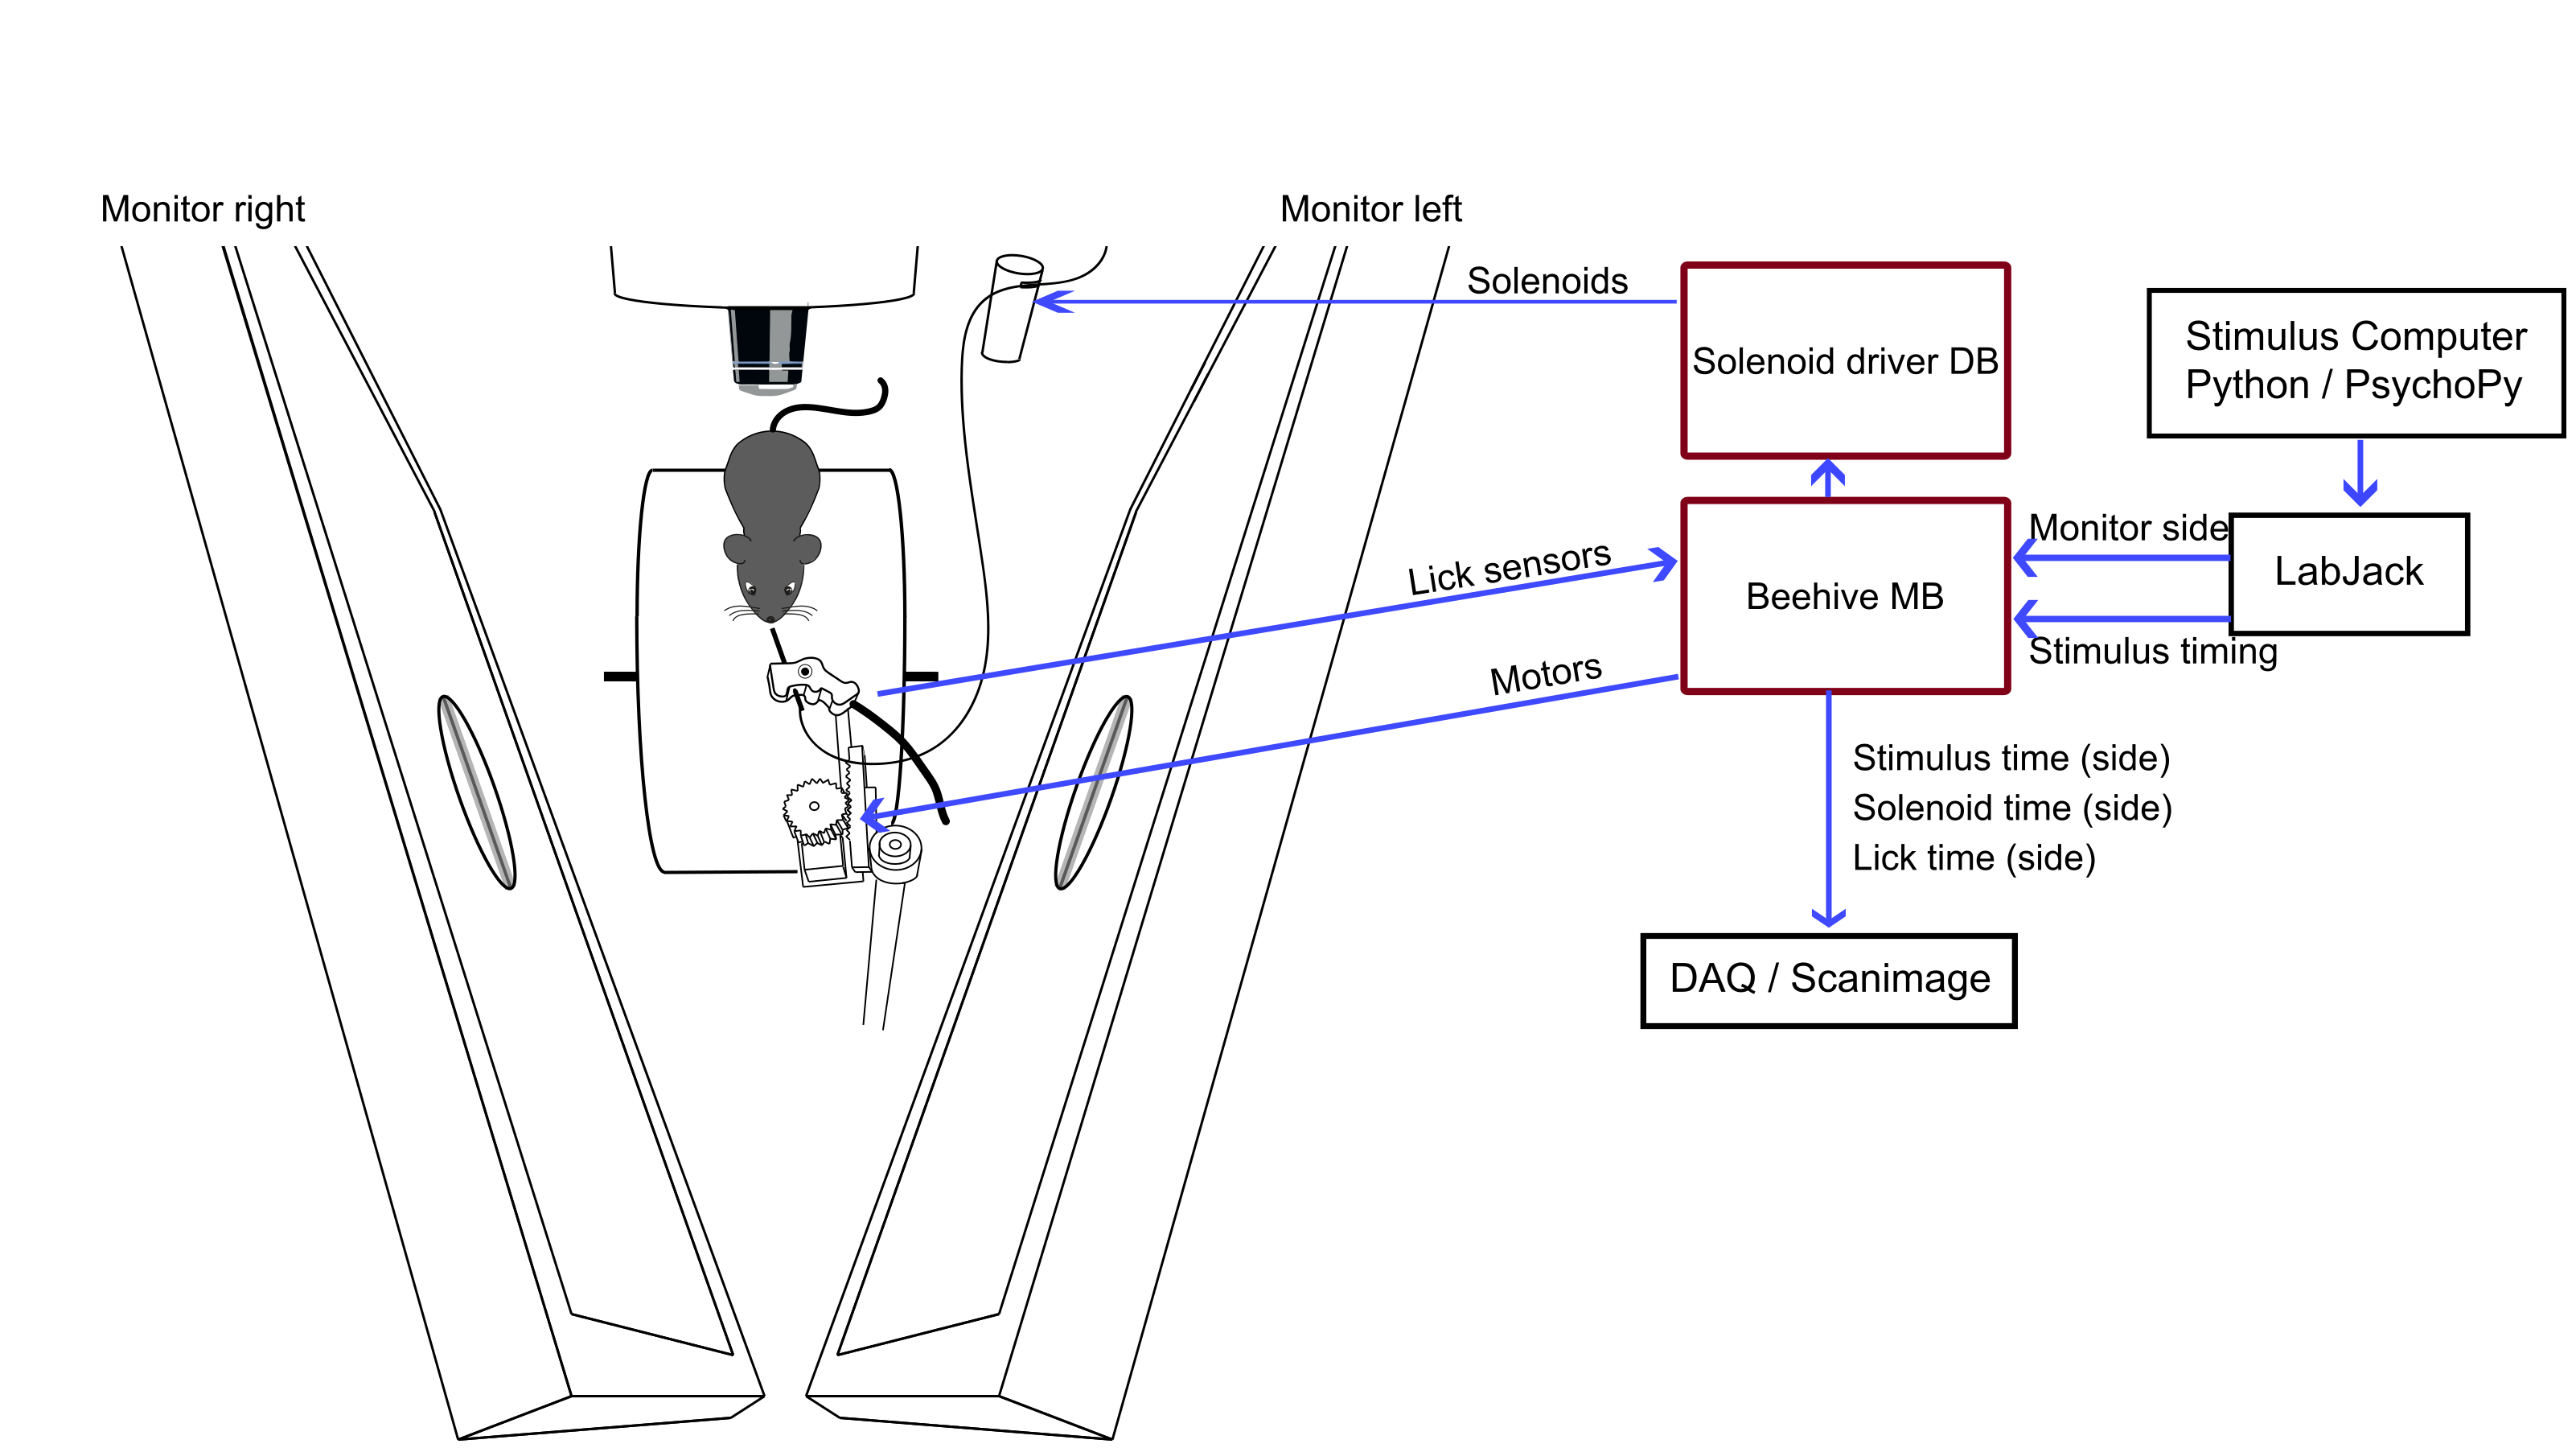 Monitor right
Monitor left
Solenoids
Solenoid driver DB
Stimulus Computer
Python / PsychoPy
Lick sensors
Motors
Beehive MB
Monitor side
Stimulus timing
LabJack
Stimulus time (side)
Solenoid time (side)
Lick time (side)
DAQ / Scanimage